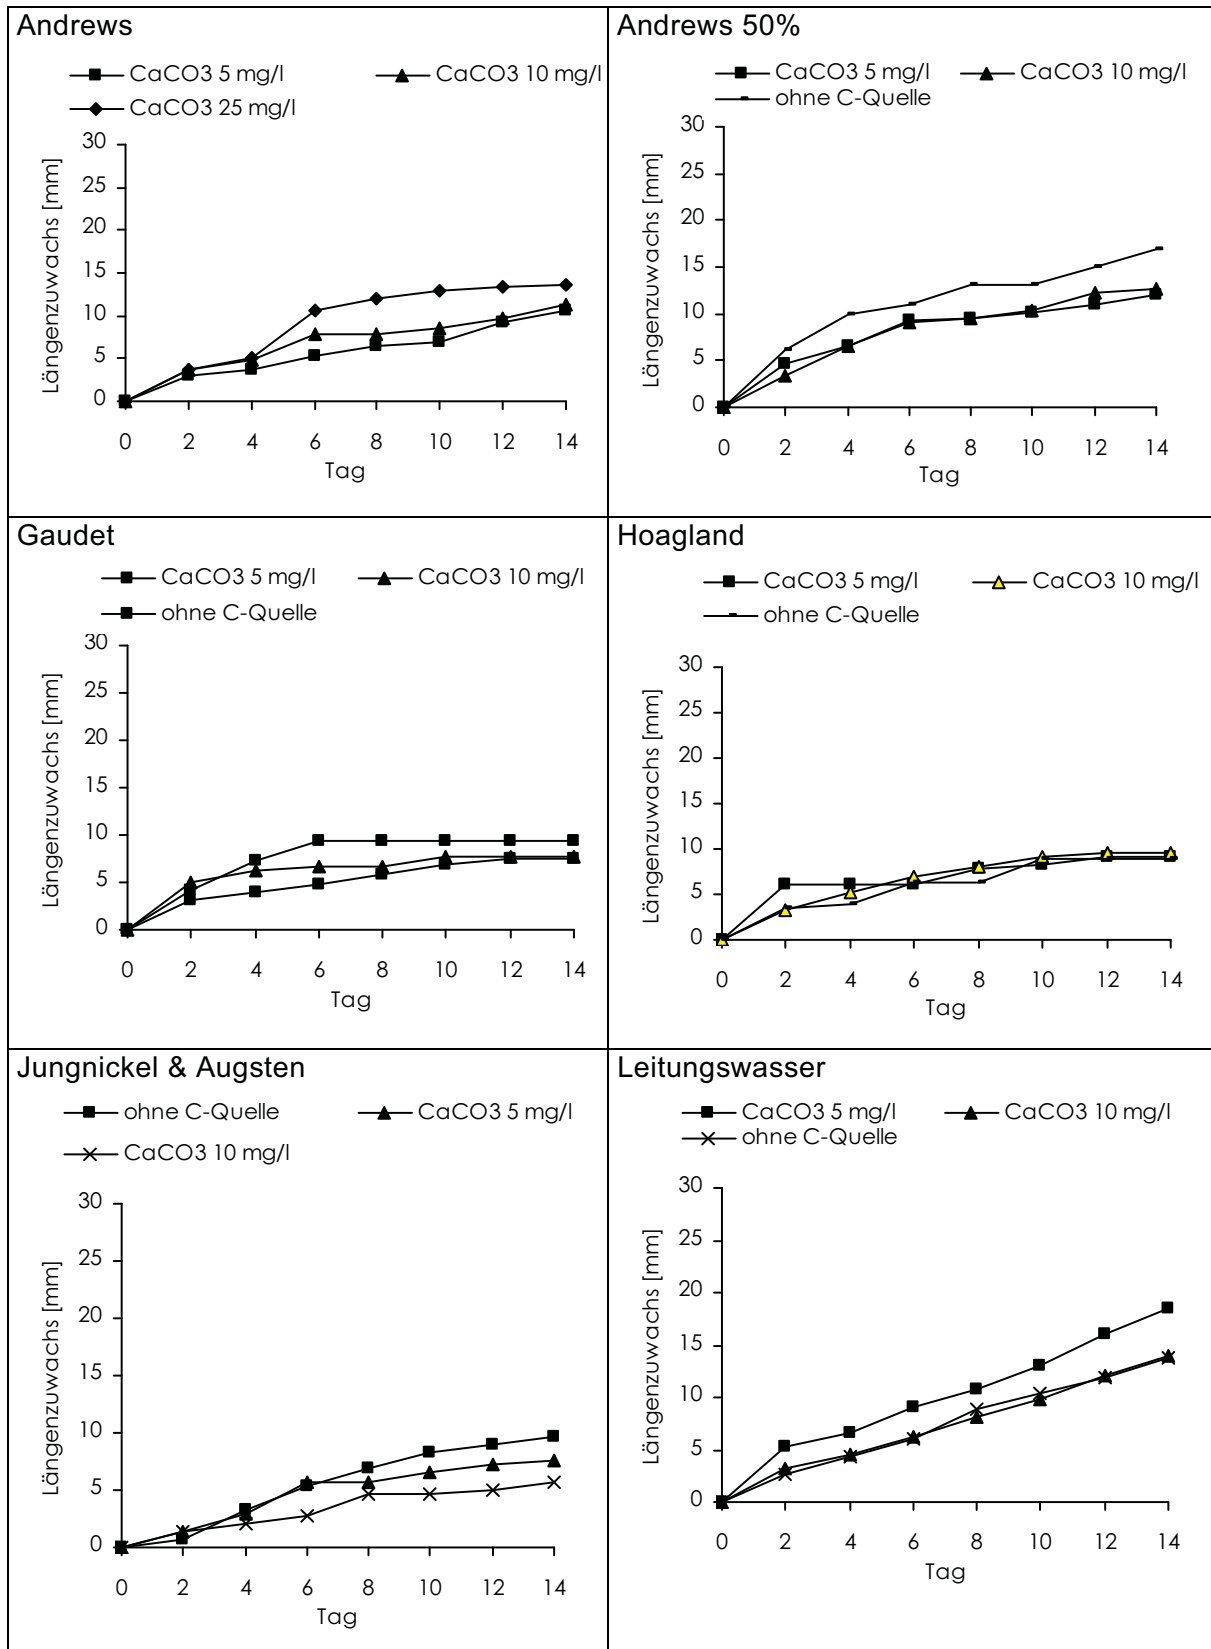 Andrews
CaCO3 5 mg/l CaCO3 10 mg/l
CaCO3 25 mg/l
Längenzuwachs [mm]
30
25
20
15
10
5
0
0 2 4 6 8 10 12 14
Tag
Andrews 50%
CaCO3 5 mg/l CaCO3 10 mg/l
ohne C-Quelle
Längenzuwachs [mm]
30
25
20
15
10
5
0
0 2 4 6 8 10 12 14
Tag
Gaudet
CaCO3 5 mg/l CaCO3 10 mg/l
ohne C-Quelle
Längenzuwachs [mm]
30
25
20
15
10
5
0
0 2 4 6 8 10 12 14
Tag
Hoagland
CaCO3 5 mg/l CaCO3 10 mg/l
ohne C-Quelle
Längenzuwachs [mm]
30
25
20
15
10
5
0
0 2 4 6 8 10 12 14
Tag
Jungnickel & Augsten
ohne C-Quelle CaCO3 5 mg/l
CaCO3 10 mg/l
Längenzuwachs [mm]
30
25
20
15
10
5
0
0 2 4 6 8 10 12 14
Tag
Leitungswasser
CaCO3 5 mg/l CaCO3 10 mg/l
ohne C-Quelle
Längenzuwachs [mm]
30
25
20
15
10
5
0
0 2 4 6 8 10 12 14
Tag